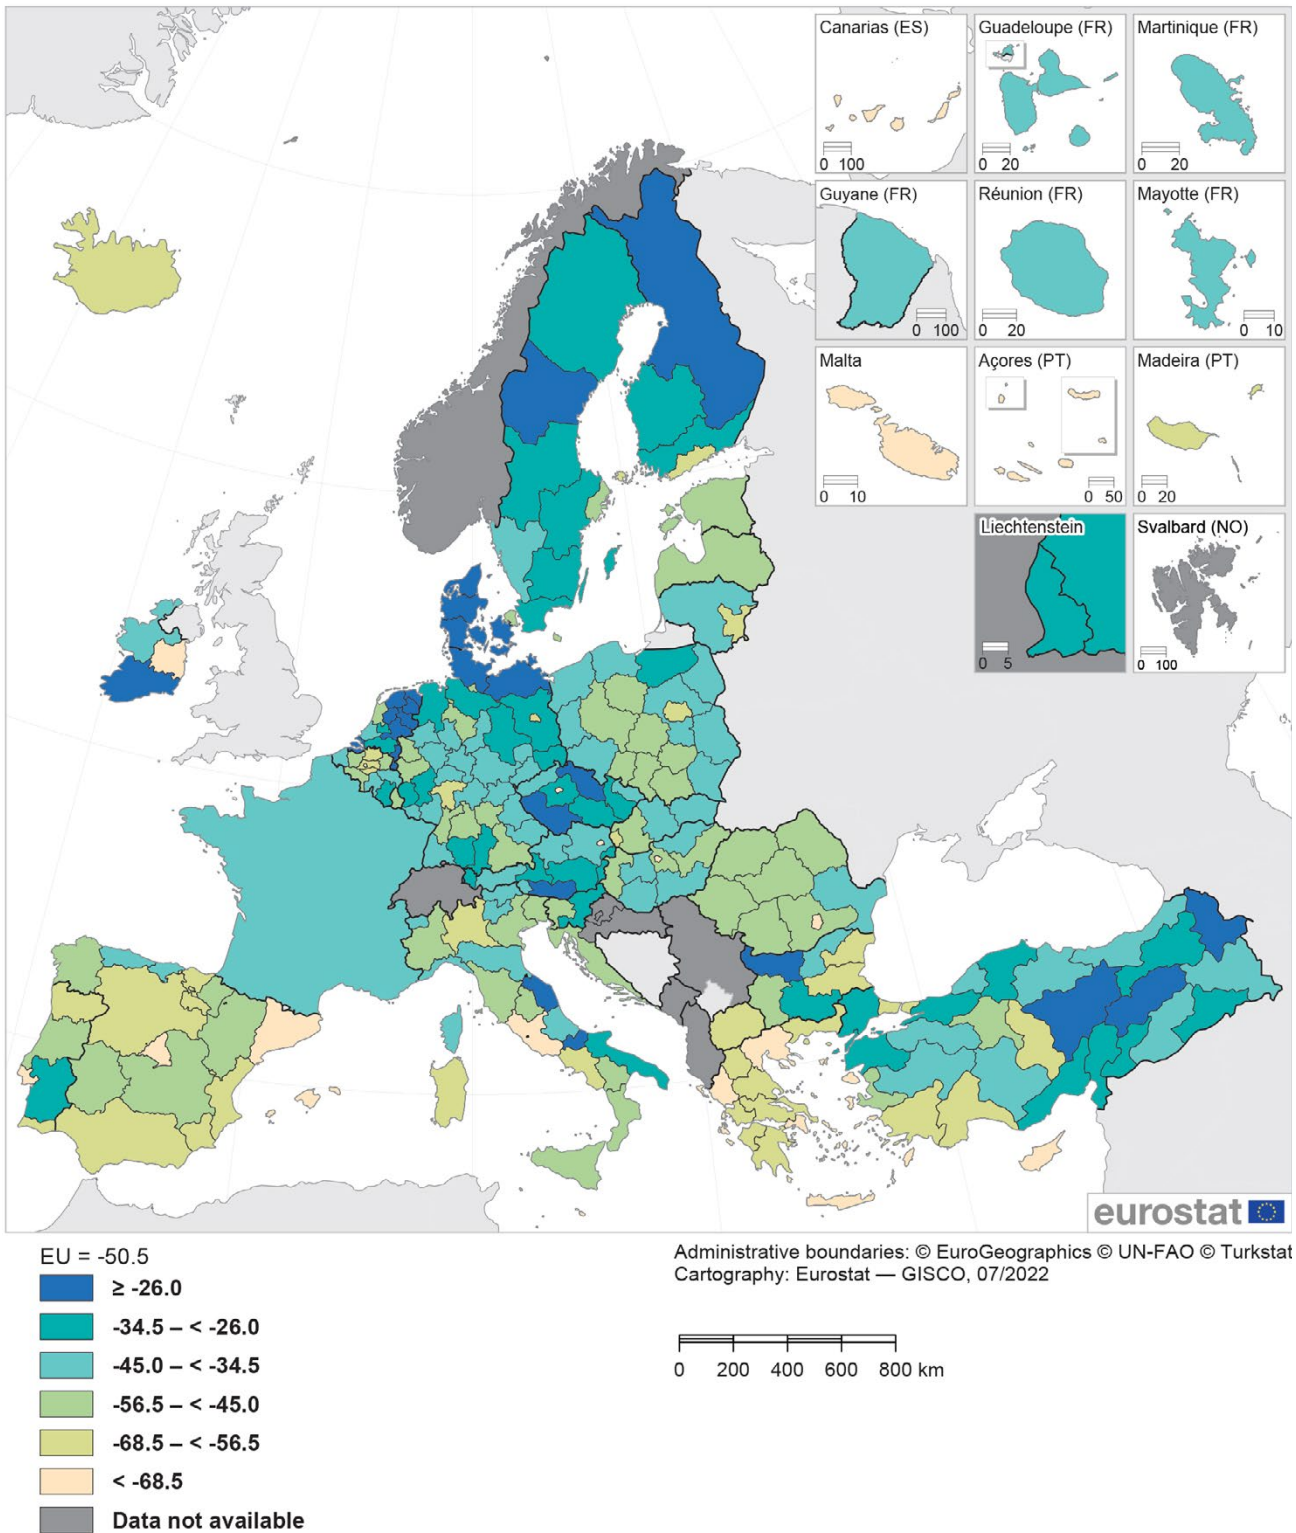 Canarias (ES)
0 100
Guadeloupe (FR)
0 20
Martinique (FR)
0 20
Guyane (FR)
0 100
Réunion (FR)
0 20
Mayotte (FR)
0 10
Malta
0 10
Açores (PT)
0 50
Madeira (PT)
0 20
Liechtenstein
0 5
Svalbard (NO)
0 100
eurostat
EU = -50.5
≥ -26.0
-34.5 – < -26.0
-45.0 – < -34.5
-56.5 – < -45.0
-68.5 – < -56.5
< -68.5
Data not available
Administrative boundaries: © EuroGeographics © UN-FAO © Turkstat
Cartography: Eurostat — GISCO, 07/2022
0 200 400 600 800 km